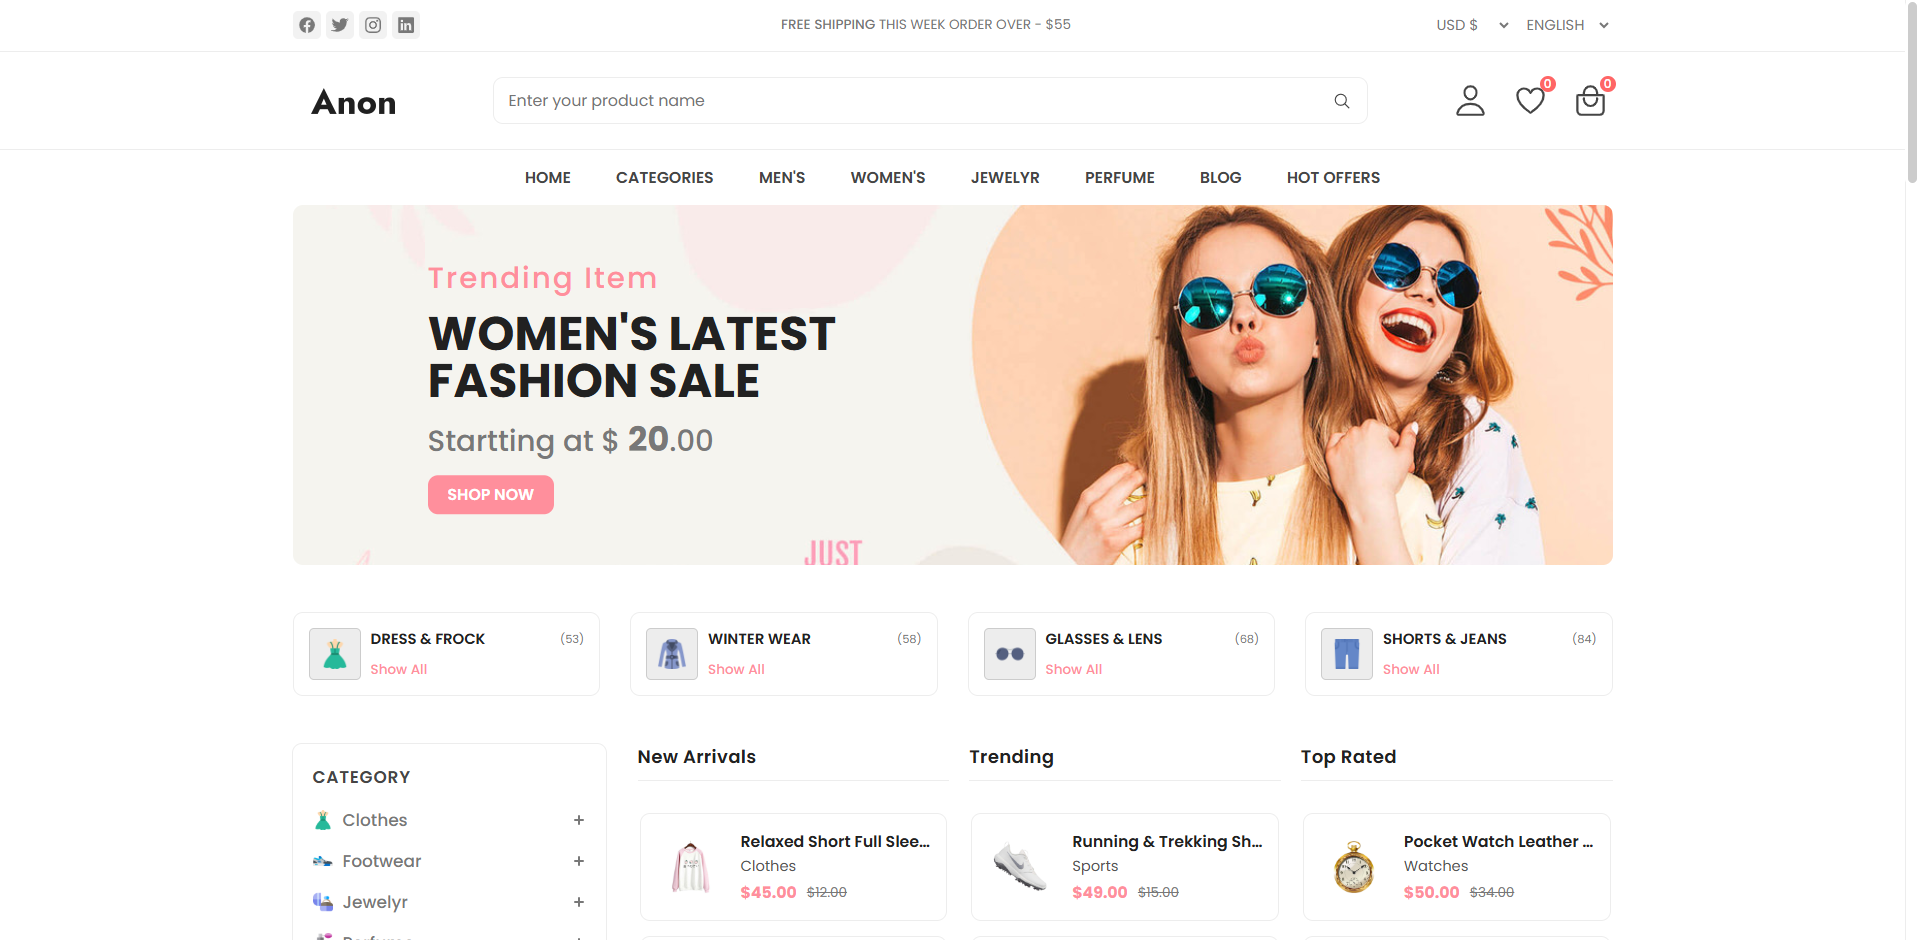 FREE SHIPPING THIS WEEK ORDER OVER - $55
USD $
ENGLISH
Anon
Enter your product name
0
0
HOME
CATEGORIES
MEN'S
WOMEN'S
JEWELYR
PERFUME
BLOG
HOT OFFERS
Trending Item
WOMEN'S LATEST
FASHION SALE
Startting at $ 20.00
SHOP NOW
JUST
DRESS & FROCK
(53)
Show All
WINTER WEAR
(58)
Show All
GLASSES & LENS
(68)
Show All
SHORTS & JEANS
(84)
Show All
CATEGORY
Clothes
+
Footwear
+
Jewelyr
+
Perfume
New Arrivals
Relaxed Short Full Slee...
Clothes
$45.00 $12.00
Trending
Running & Trekking Sh...
Sports
$49.00 $15.00
Top Rated
Pocket Watch Leather ...
Watches
$50.00 $34.00